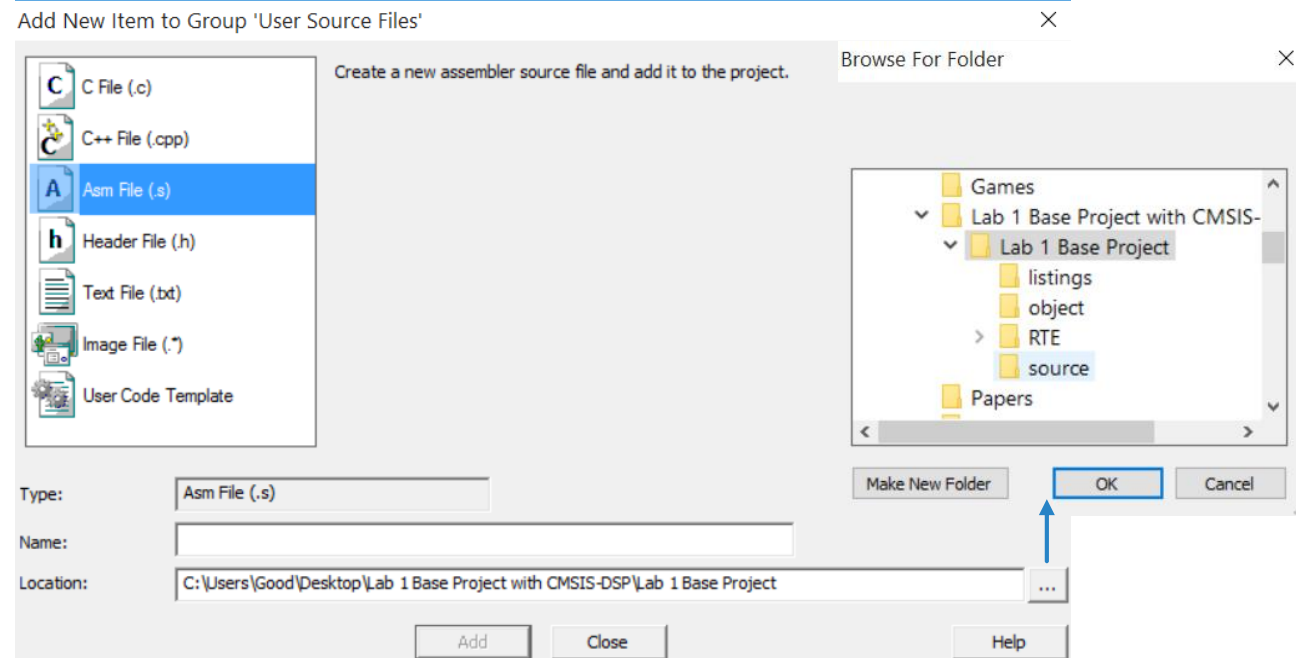 Add New Item to Group 'User Source Files'
C File (.c)
C++ File (.cpp)
A Asm File (.s)
h Header File (.h)
Text File (.txt)
Image File (.*)
User Code Template
Create a new assembler source file and add it to the project.
Browse For Folder
Games
Lab 1 Base Project with CMSIS-
Lab 1 Base Project
listings
object
RTE
source
Papers
Make New Folder
OK
Cancel
Type: Asm File (.s)
Name:
Location: C:\Users\Good\Desktop\Lab 1 Base Project with CMSIS-DSP\Lab 1 Base Project ...
Add
Close
Help